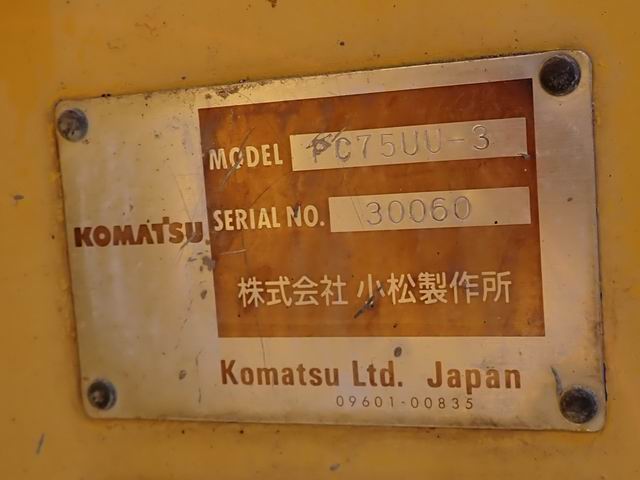 MODEL PC75UU-3
KOMATSU
SERIAL NO. 30060
株式会社 小松製作所
Komatsu Ltd. Japan
09601-00835